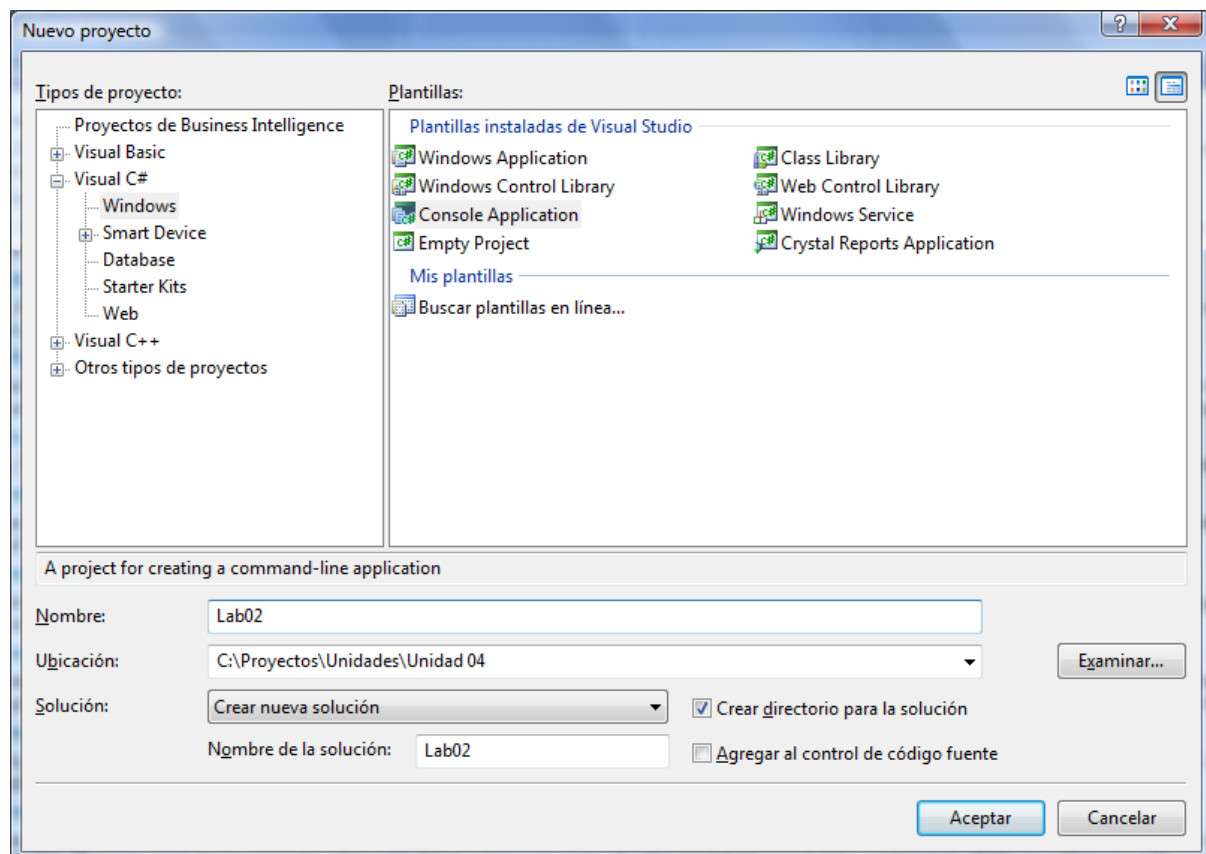 Nuevo proyecto
Tipos de proyecto:
Plantillas:
Proyectos de Business Intelligence
Visual Basic
Visual C#
Windows
Smart Device
Database
Starter Kits
Web
Visual C++
Otros tipos de proyectos
Plantillas instaladas de Visual Studio
Windows Application
Class Library
Windows Control Library
Web Control Library
Console Application
Windows Service
Empty Project
Crystal Reports Application
Mis plantillas
Buscar plantillas en línea...
A project for creating a command-line application
Nombre: Lab02
Ubicación: C:\Proyectos\Unidades\Unidad 04 Examinar...
Solución: Crear nueva solución Crear directorio para la solución
Nombre de la solución: Lab02 Agregar al control de código fuente
Aceptar Cancelar